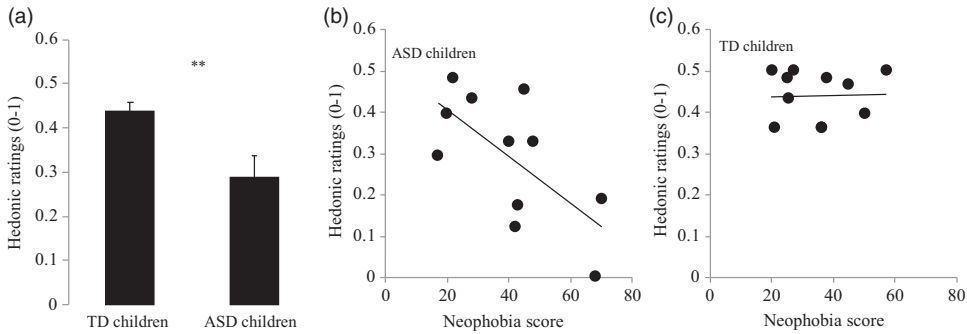 (a)
0.6
0.5
0.4
0.3
0.2
0.1
0
Hedonic ratings (0-1)
**
TD children
ASD children
(b)
0.6
0.5
0.4
0.3
0.2
0.1
0
Hedonic ratings (0-1)
ASD children
0
20
40
60
80
Neophobia score
(c)
0.6
0.5
0.4
0.3
0.2
0.1
0
Hedonic ratings (0-1)
TD children
0
20
40
60
80
Neophobia score